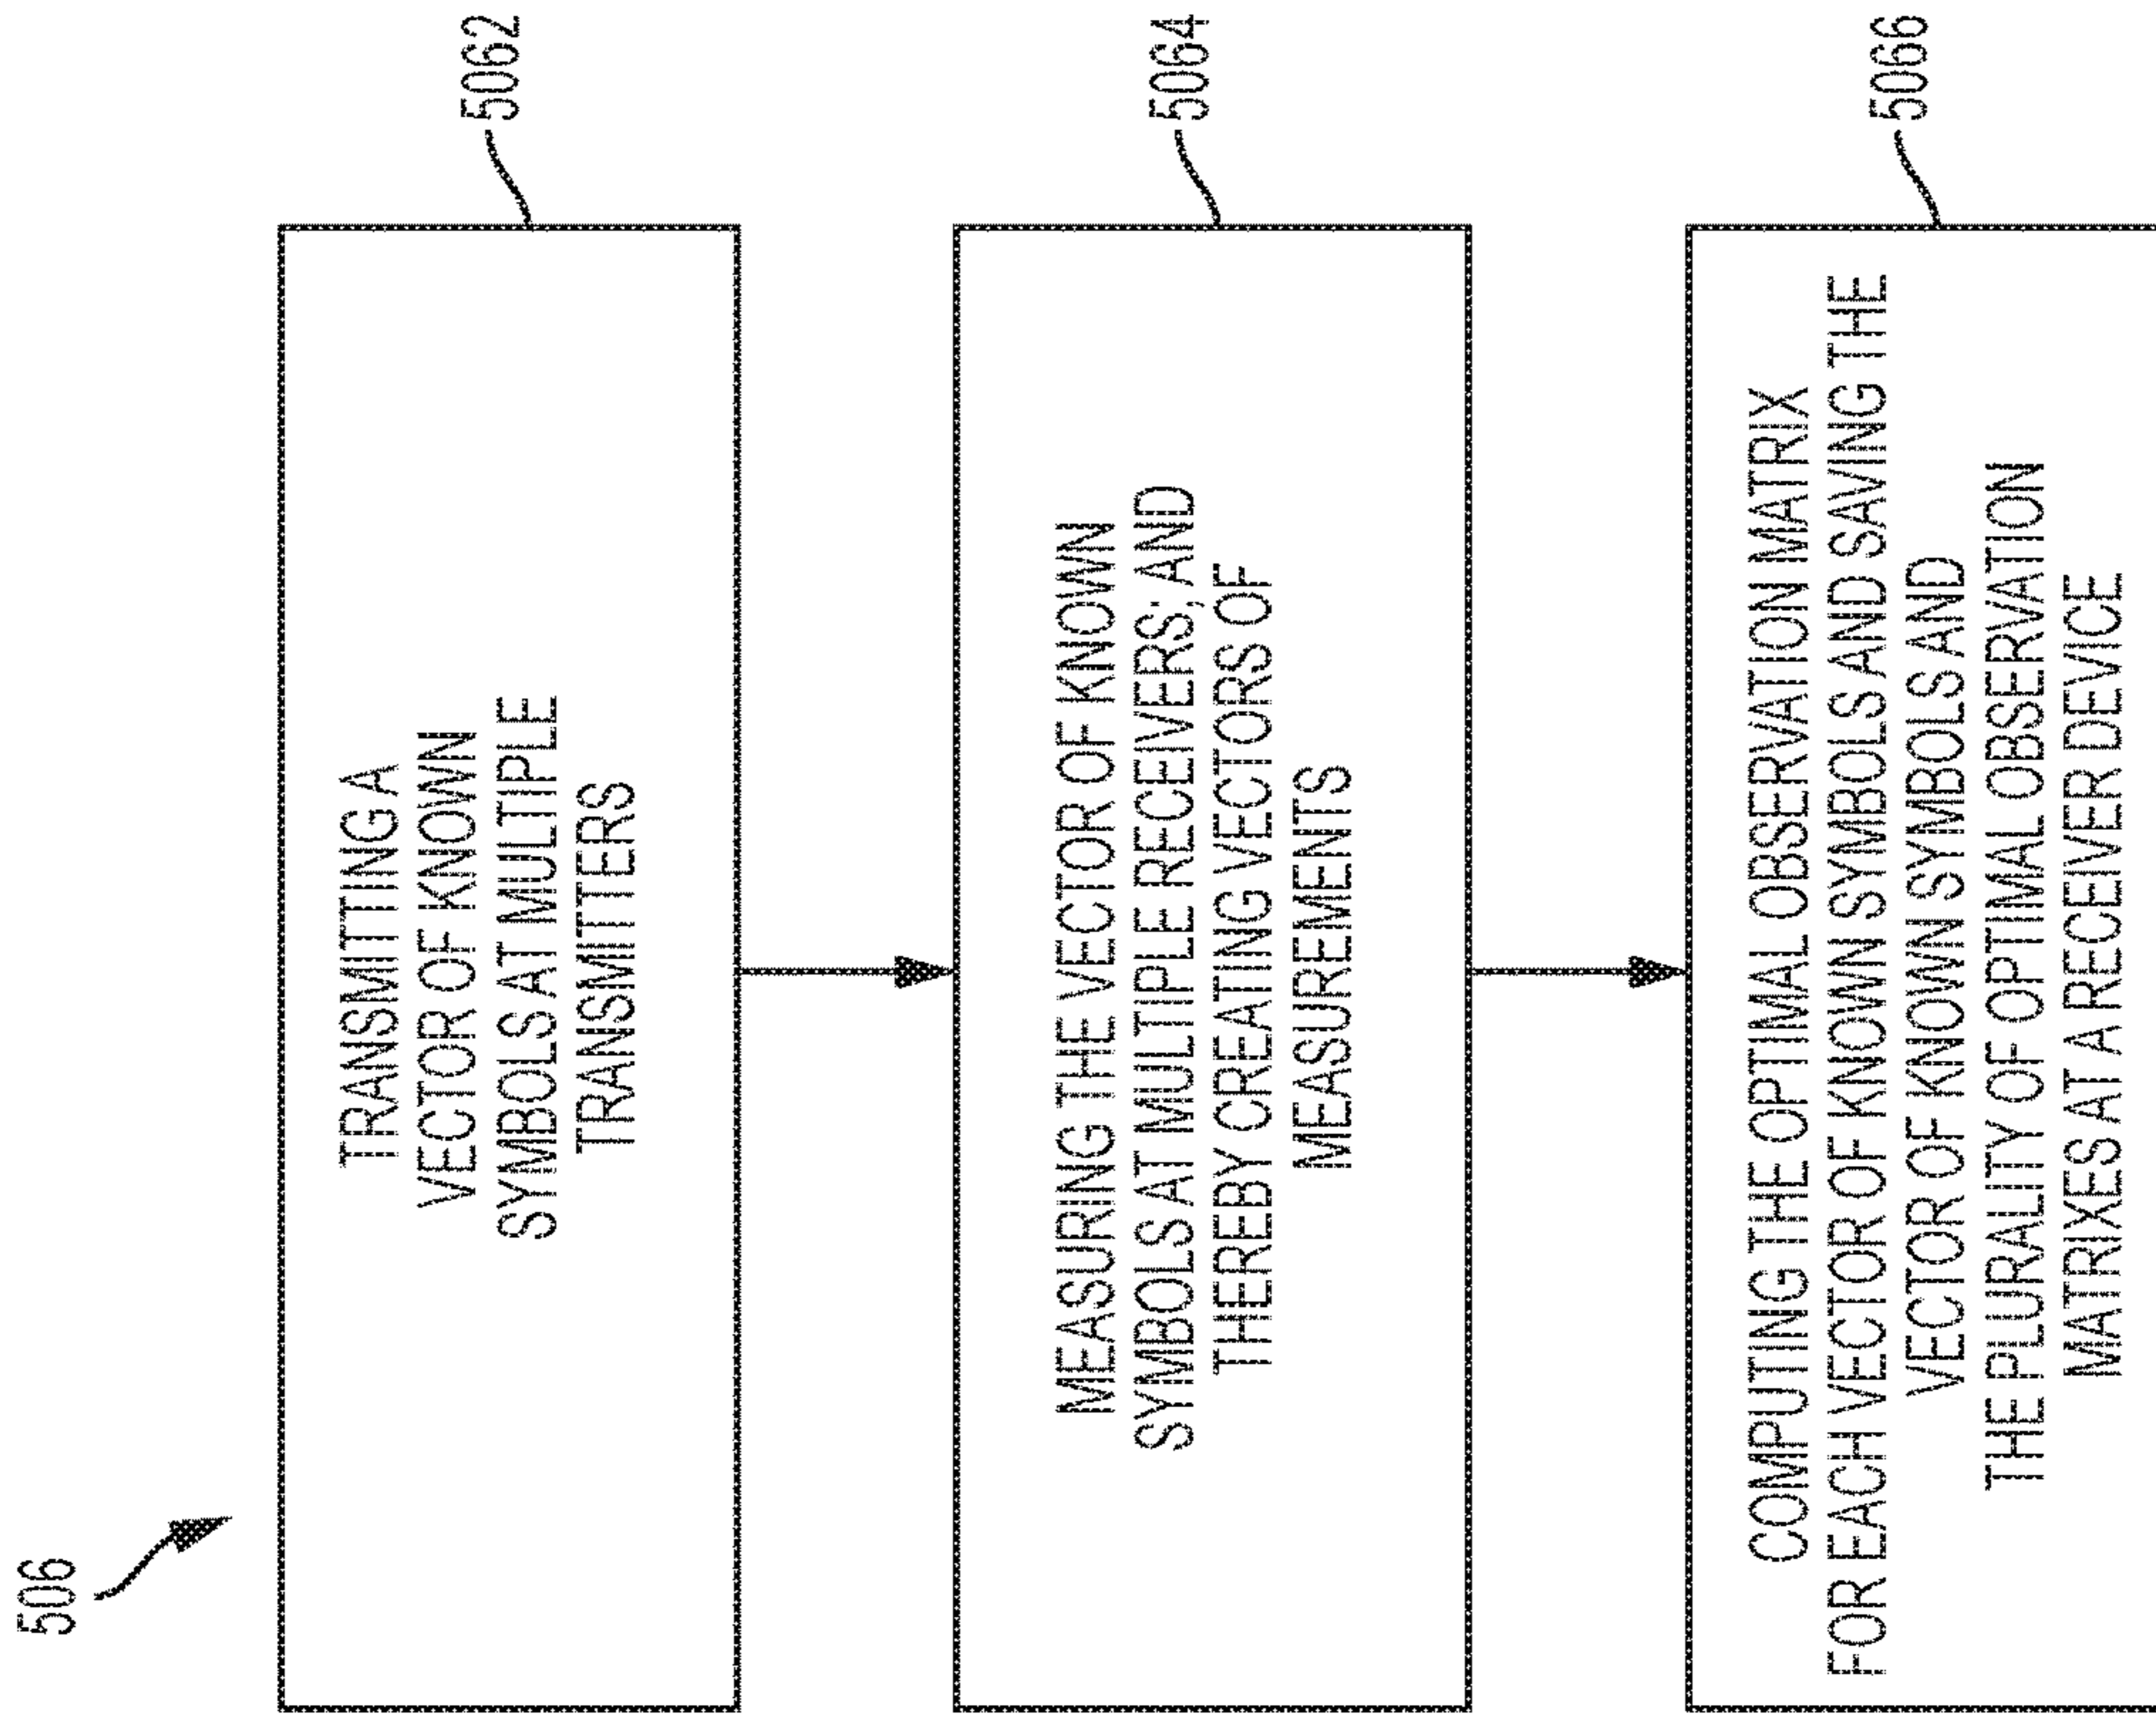 506
TRANSMITTING A
VECTOR OF KNOWN
SYMBOLS AT MULTIPLE
TRANSMITTERS
5062
MEASURING THE VECTOR OF KNOWN
SYMBOLS AT MULTIPLE RECEIVERS; AND
THEREBY CREATING VECTORS OF
MEASUREMENTS
5064
COMPUTING THE OPTIMAL OBSERVATION MATRIX
FOR EACH VECTOR OF KNOWN SYMBOLS AND SAVING THE
VECTOR OF KNOWN SYMBOLS AND
THE PLURALITY OF OPTIMAL OBSERVATION
MATRIXES AT A RECEIVER DEVICE
5066